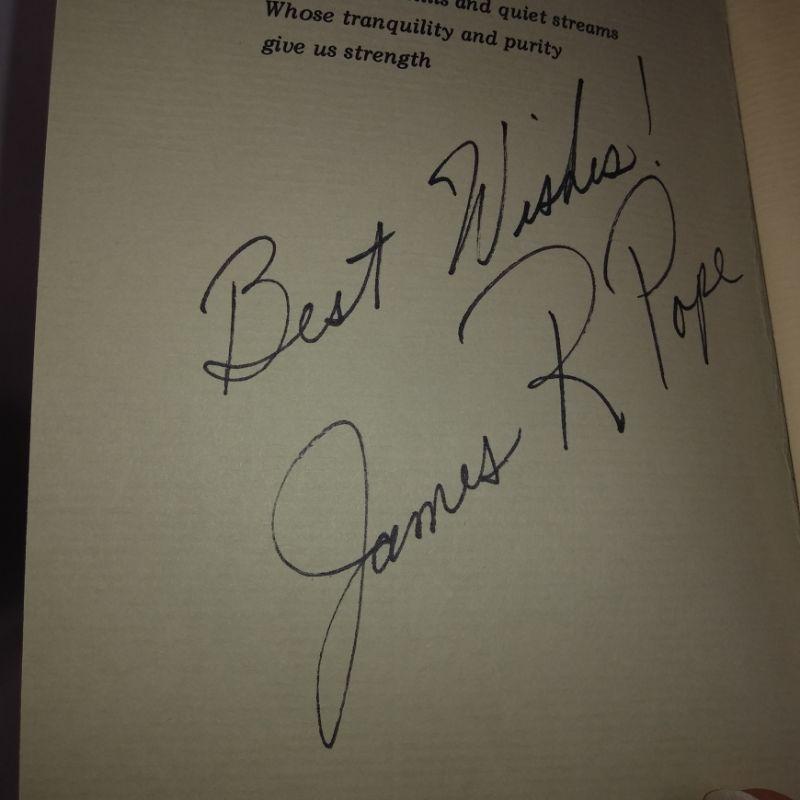 and quiet streams
Whose tranquility and purity
give us strength
Best Wishes!
James R Pope